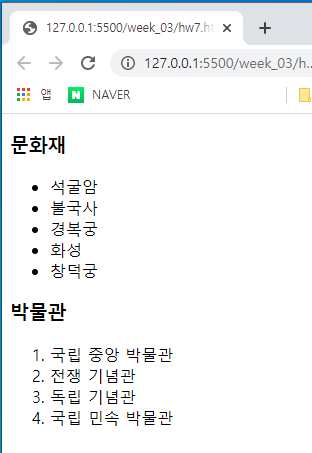 127.0.0.1:5500/week_03/hw7.h
127.0.0.1:5500/week_03/h...
앱 NAVER
문화재
• 석굴암
• 불국사
• 경복궁
• 화성
• 창덕궁
박물관
1. 국립 중앙 박물관
2. 전쟁 기념관
3. 독립 기념관
4. 국립 민속 박물관